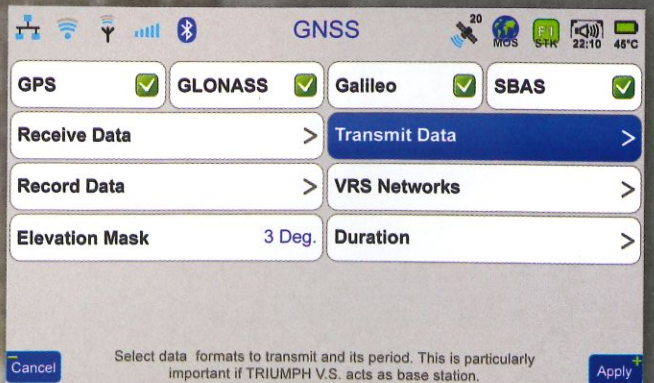 GNSS
20
MOS
F I
STK
22:10
45°C
GPS
GLONASS
Galileo
SBAS
Receive Data >
Transmit Data >
Record Data >
VRS Networks >
Elevation Mask 3 Deg.
Duration >
Cancel
Select data formats to transmit and its period. This is particularly
important if TRIUMPH V.S. acts as base station.
Apply